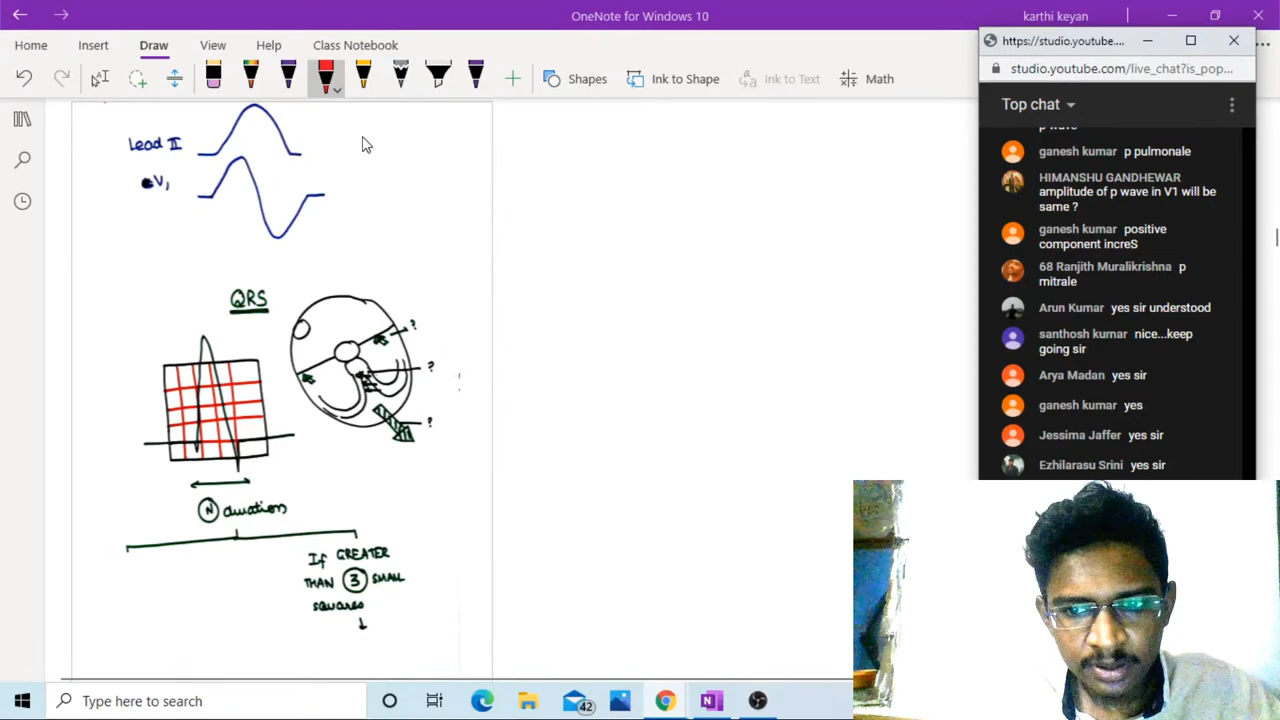 OneNote for Windows 10
karthi keyan
Home
Insert
Draw
View
Help
Class Notebook
Shapes
Ink to Shape
Ink to Text
Math
https://studio.youtube....
studio.youtube.com/live_chat?is_pop...
Top chat
p wave
ganesh kumar p pulmonale
HIMANSHU GANDHEWAR
amplitude of p wave in V1 will be
same ?
ganesh kumar positive
component increS
68 Ranjith Muralikrishna p
mitrale
Arun Kumar yes sir understood
santhosh kumar nice...keep
going sir
Arya Madan yes sir
ganesh kumar yes
Jessima Jaffer yes sir
Ezhilarasu Srini yes sir
Lead II
V1
QRS
?
?
?
N duration
If GREATER
THAN 3 SMALL
squares
Type here to search
42